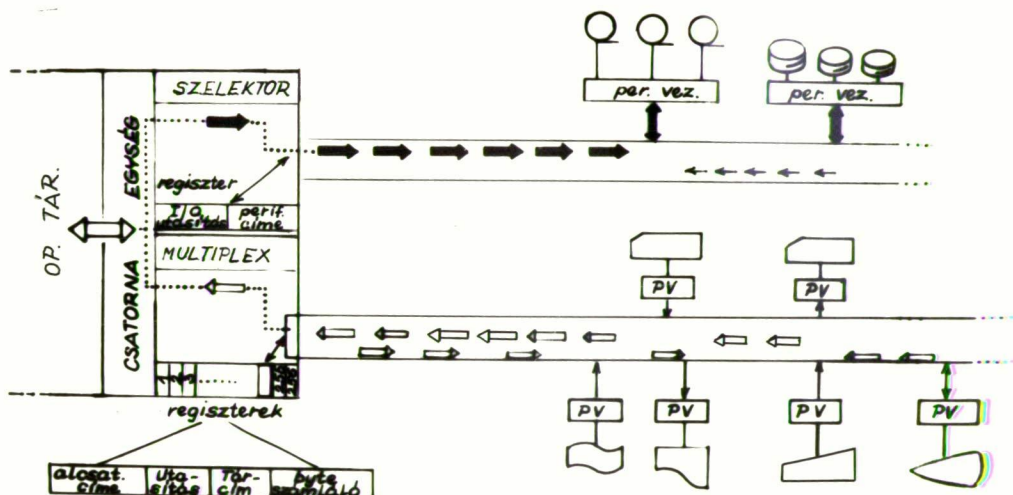 OP. TÁR.
CSATORNA EGYSÉG
SZELEKTOR
regiszter
I/O
utasítás
perif.
címe
MULTIPLEX
regiszterek
alcsat.
címe
Uta-
sítás
Tár-
cím
byte
számláló
per. vez.
per. vez.
PV
PV
PV
PV
PV
PV